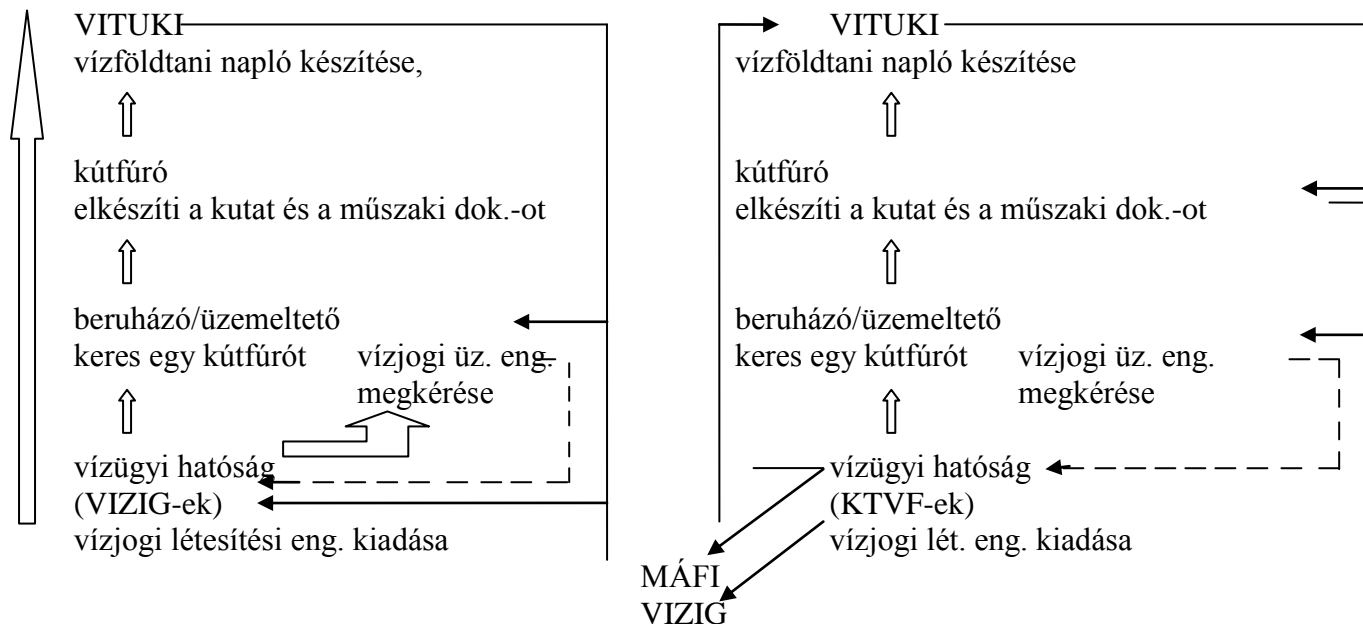 VITUKI
vízföldtani napló készítése,
kútfúró
elkészíti a kutat és a műszaki dok.-ot
beruházó/üzemeltető
keres egy kútfúrót
vízjogi üz. eng.
megkérése
vízügyi hatóság
(VIZIG-ek)
vízjogi létesítési eng. kiadása
VITUKI
vízföldtani napló készítése
kútfúró
elkészíti a kutat és a műszaki dok.-ot
beruházó/üzemeltető
keres egy kútfúrót
vízjogi üz. eng.
megkérése
vízügyi hatóság
(KTVF-ek)
vízjogi lét. eng. kiadása
MÁFI
VIZIG